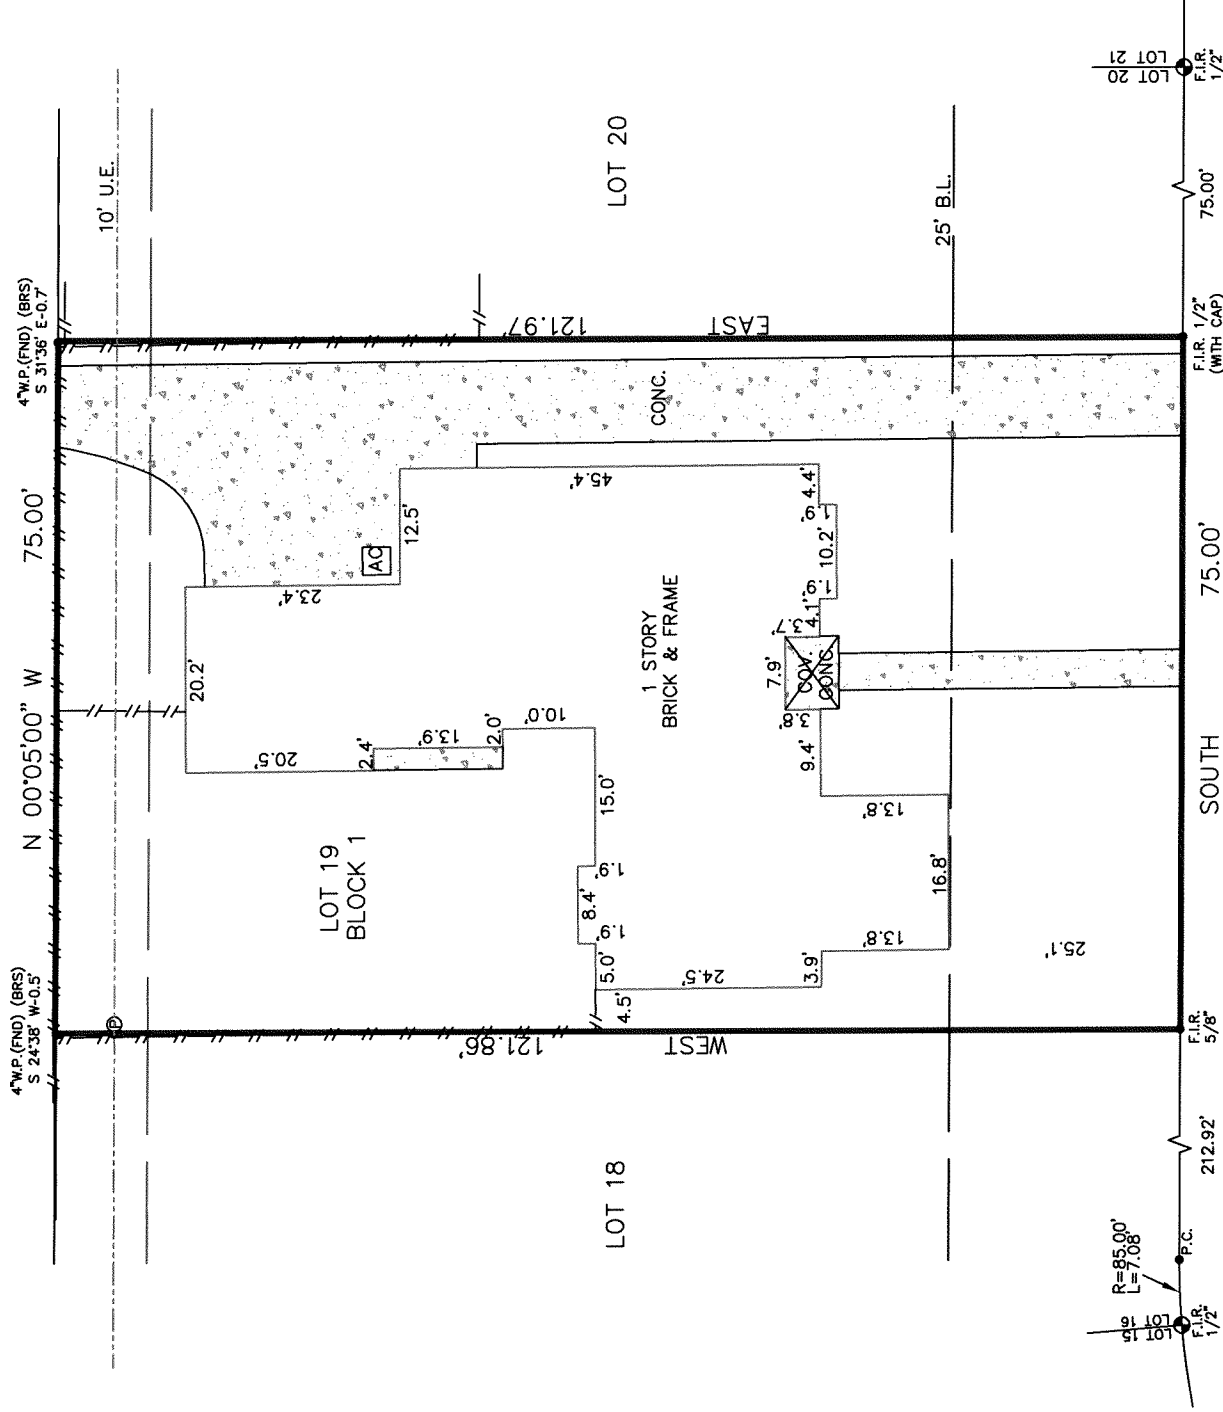 4"W.P.(FND) (BRS)
S 24°38' W-0.5'
N 00°05'00" W 75.00'
4"W.P.(FND) (BRS)
S 31°36' E-0.7'
10' U.E.
P
LOT 20
LOT 20
LOT 21
F.I.R.
1/2"
75.00'
25' B.L.
121.97'
EAST
F.I.R. 1/2"
(WITH CAP)
CONC.
45.4'
12.5'
AC
23.4'
20.2'
20.5'
2.4'
13.9'
2.0'
10.0'
15.0'
1.9'
8.4'
1.9'
5.0'
4.5'
24.5'
3.9'
13.8'
16.8'
13.8'
9.4'
3.8'
7.9'
3.7'
COV.
CONC
4.1'
1.9'
10.2'
1.9'
4.4'
1 STORY
BRICK & FRAME
LOT 19
BLOCK 1
25.1'
SOUTH 75.00'
121.86'
WEST
LOT 18
F.I.R.
5/8"
212.92'
P.C.
R=85.00'
L=7.08'
LOT 15
LOT 16
F.I.R.
1/2"